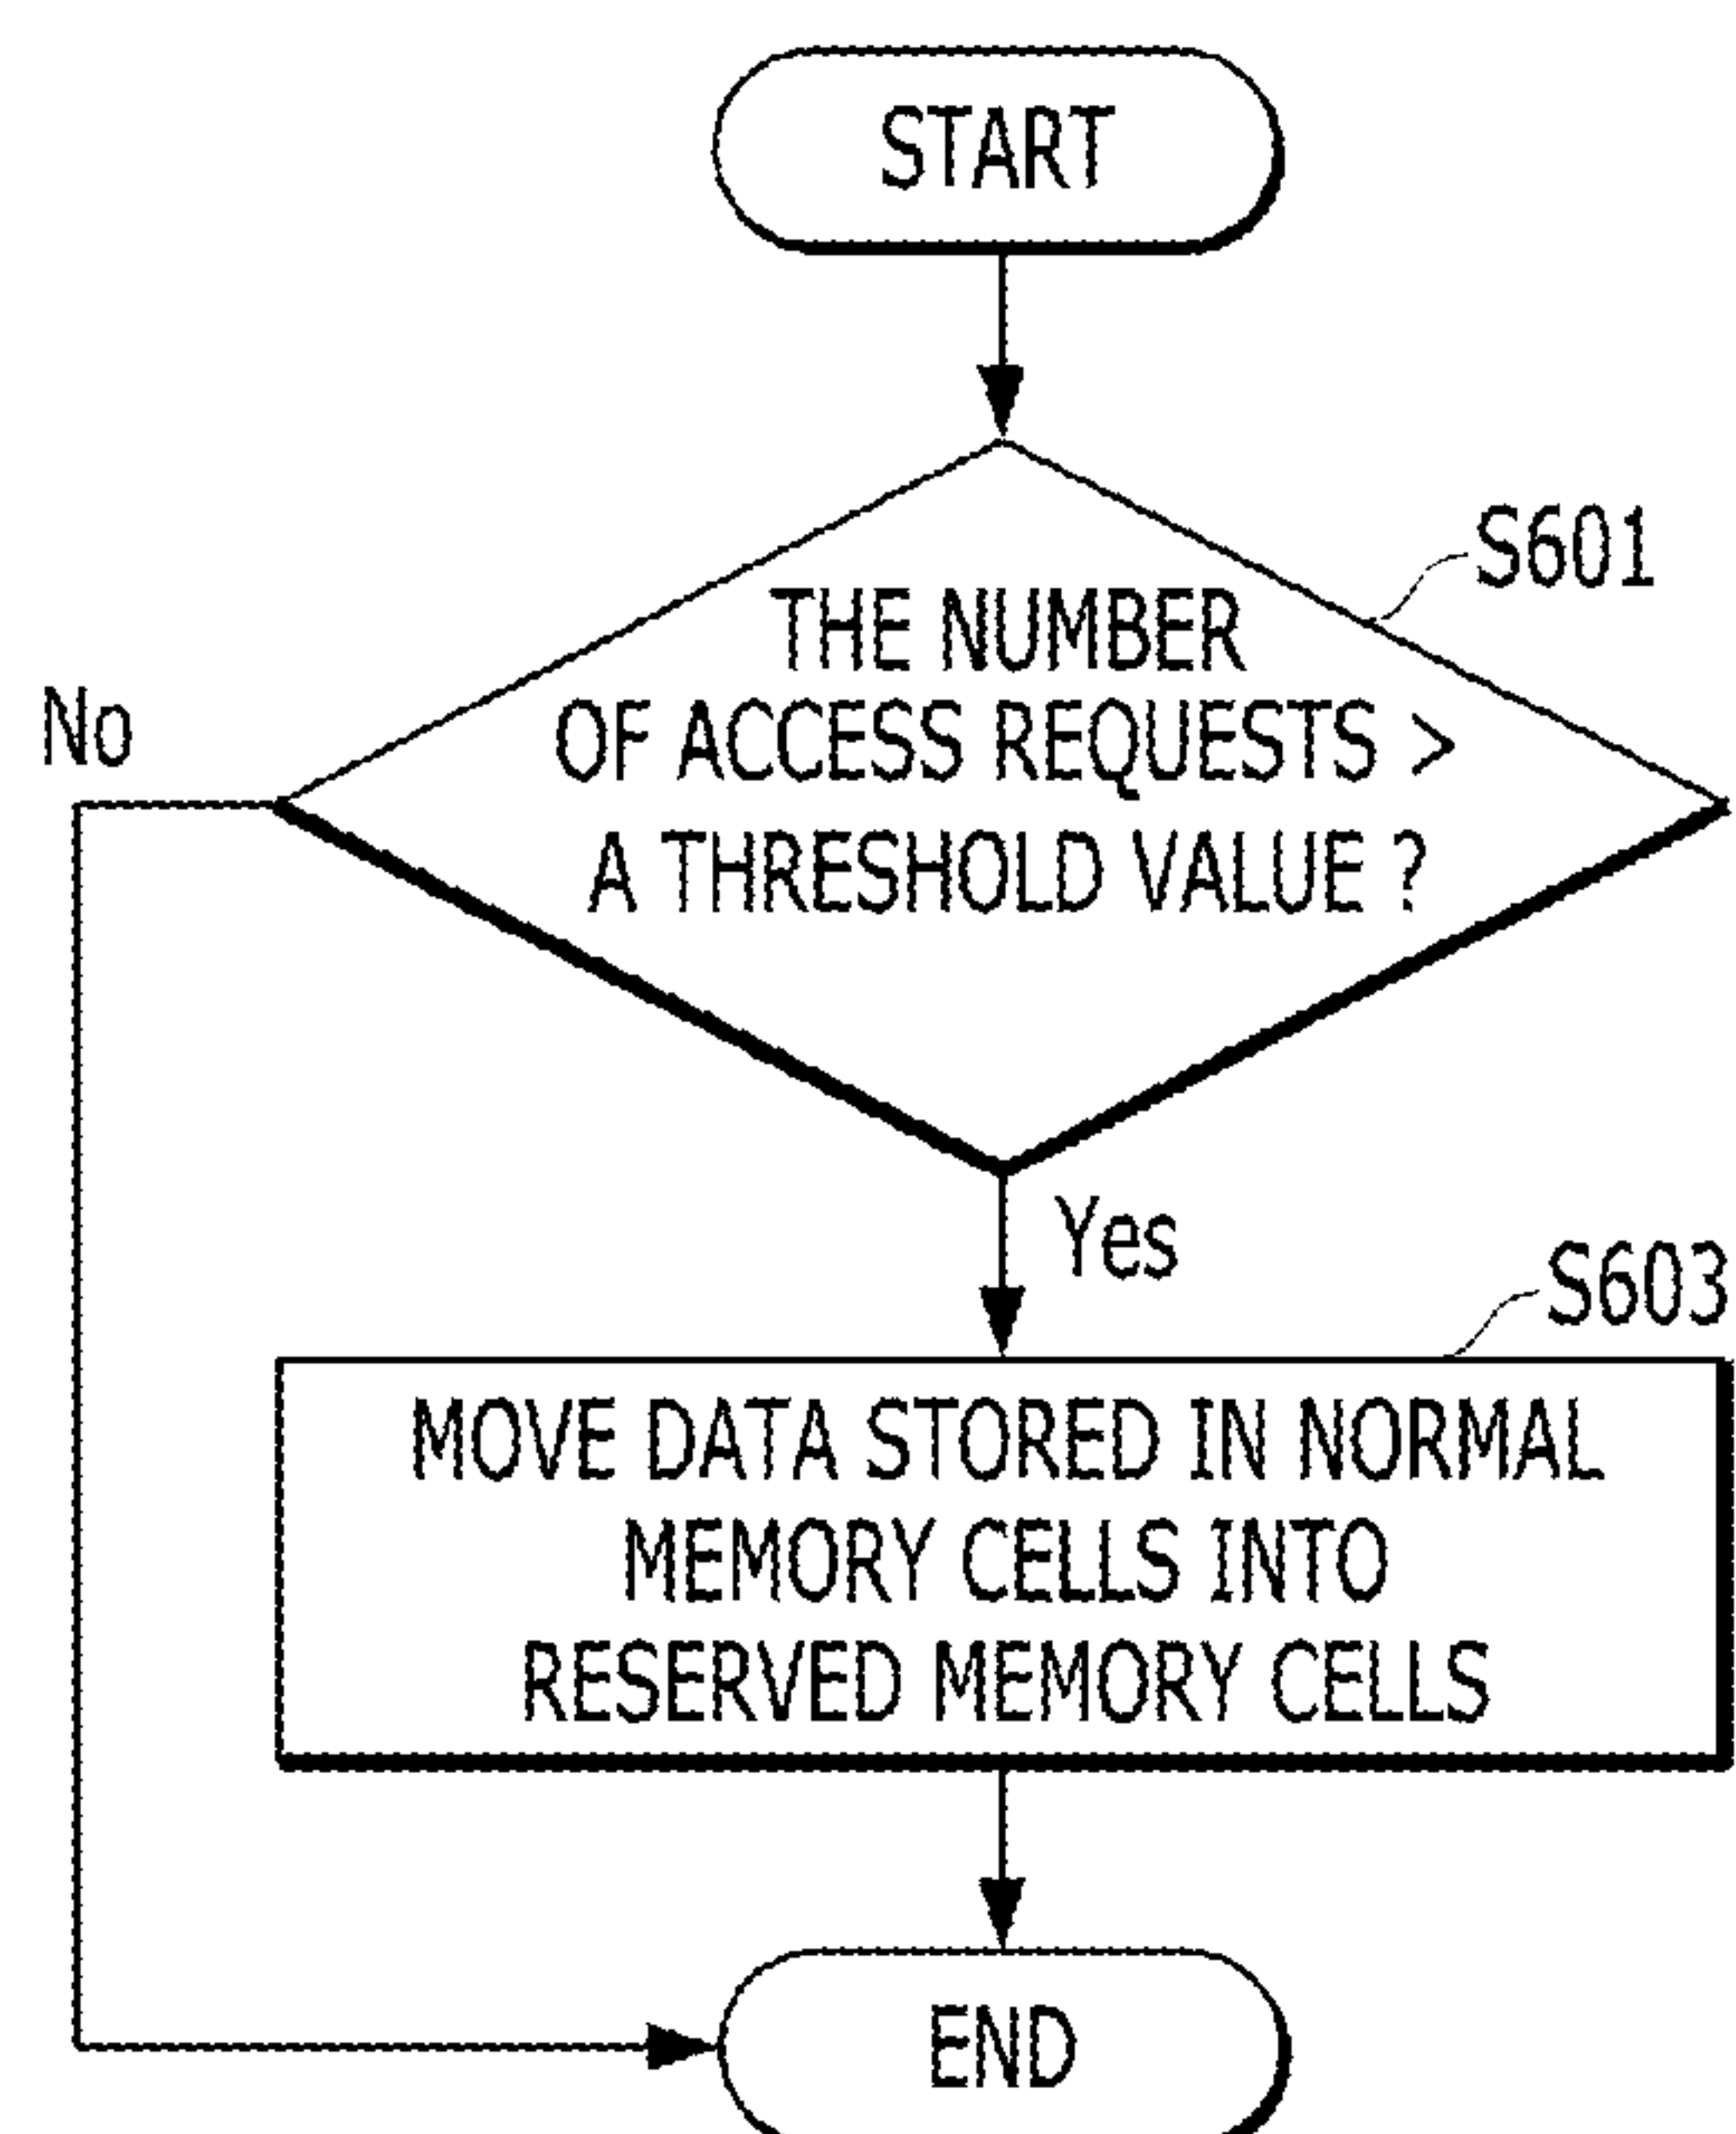 START
S601
THE NUMBER
OF ACCESS REQUESTS >
A THRESHOLD VALUE ?
No
Yes
S603
MOVE DATA STORED IN NORMAL
MEMORY CELLS INTO
RESERVED MEMORY CELLS
END